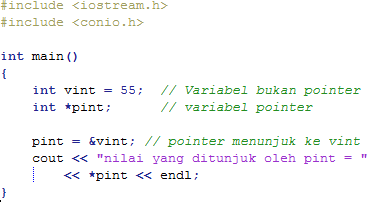 #include <iostream.h>
#include <conio.h>
int main()
{
int vint = 55; // Variabel bukan pointer
int *pint; // variabel pointer
pint = &vint; // pointer menunjuk ke vint
cout << "nilai yang ditunjuk oleh pint = "
<< *pint << endl;
}